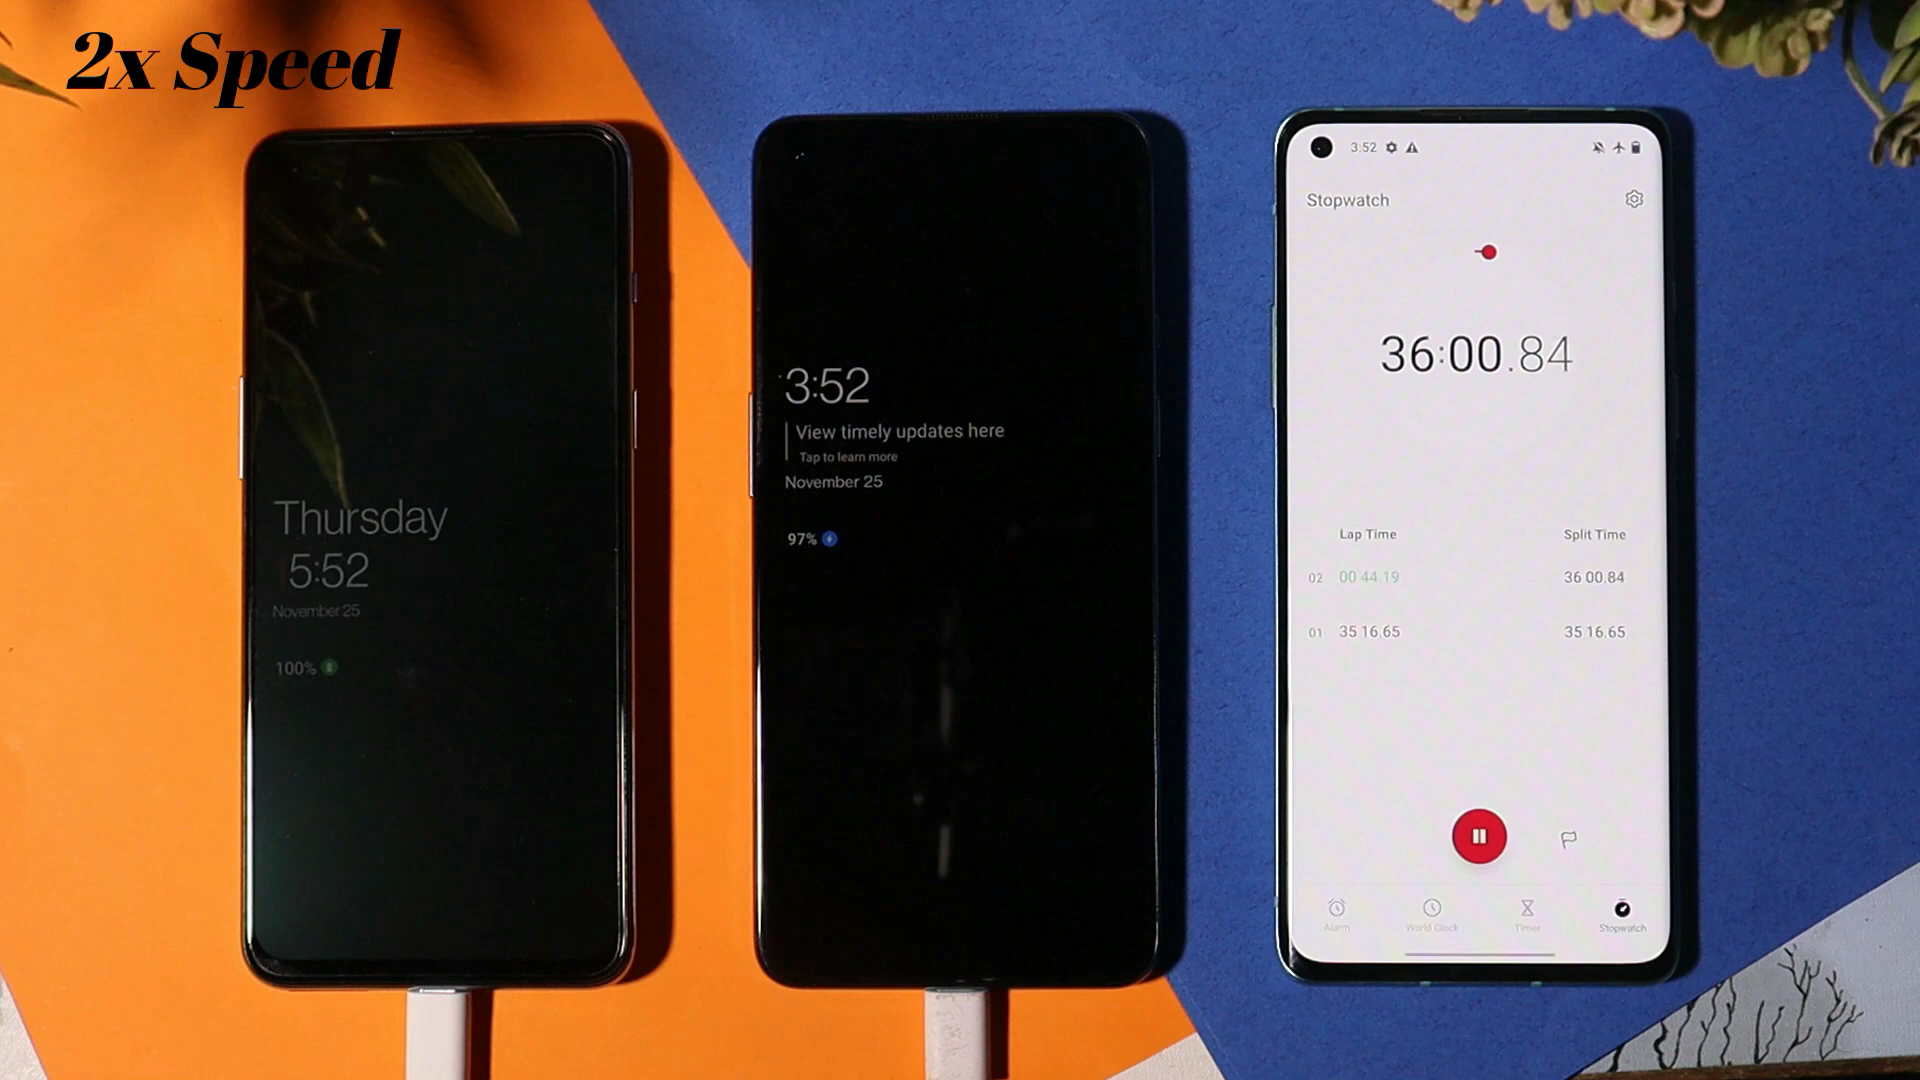 2x Speed
Thursday
5:52
November 25
100%
3:52
View timely updates here
Tap to learn more
November 25
97%
3:52
Stopwatch
36:00.84
Lap Time Split Time
02 00 44.19 36 00.84
01 35 16.65 35 16.65
Alarm World Clock Timer Stopwatch